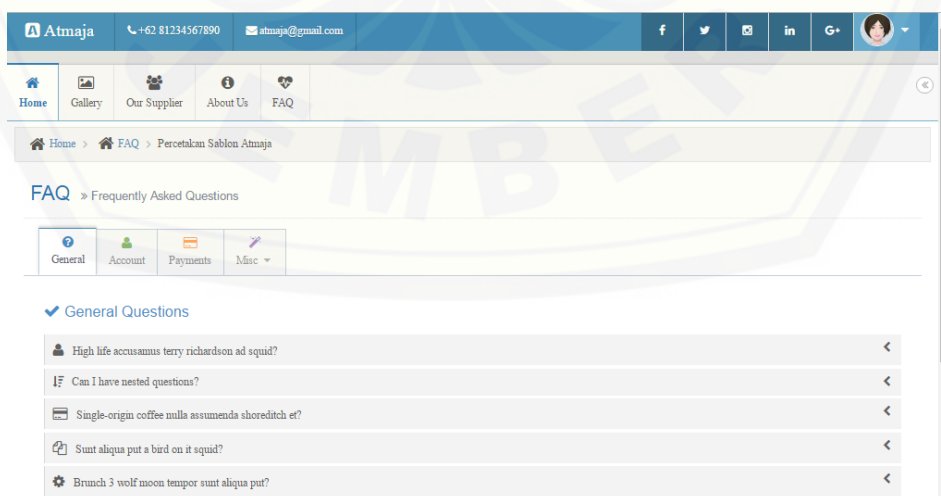 Atmaja +62 81234567890 atmaja@gmail.com
Home Gallery Our Supplier About Us FAQ
Home > FAQ > Percetakan Sablon Atmaja
FAQ » Frequently Asked Questions
General Account Payments Misc
General Questions
High life accusamus terry richardson ad squid?
Can I have nested questions?
Single-origin coffee nulla assumenda shoreditch et?
Sunt aliqua put a bird on it squid?
Brunch 3 wolf moon tempor sunt aliqua put?